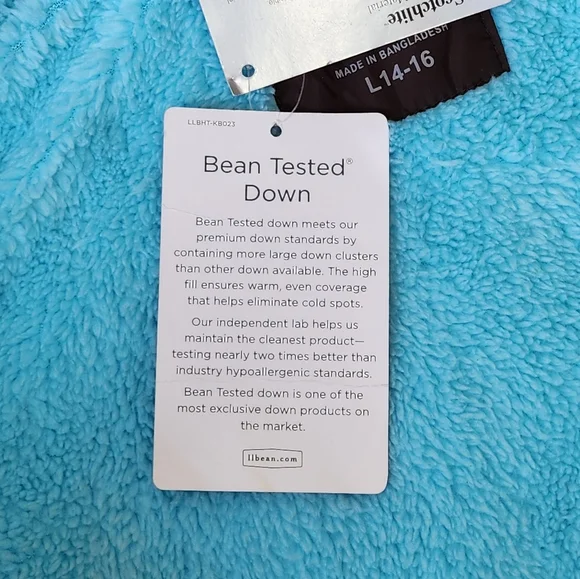 Scotchlite™
Material
MADE IN BANGLADESH
L14-16
LLBHT-K8023
Bean Tested®
Down
Bean Tested down meets our
premium down standards by
containing more large down clusters
than other down available. The high
fill ensures warm, even coverage
that helps eliminate cold spots.
Our independent lab helps us
maintain the cleanest product—
testing nearly two times better than
industry hypoallergenic standards.
Bean Tested down is one of the
most exclusive down products on
the market.
llbean.com